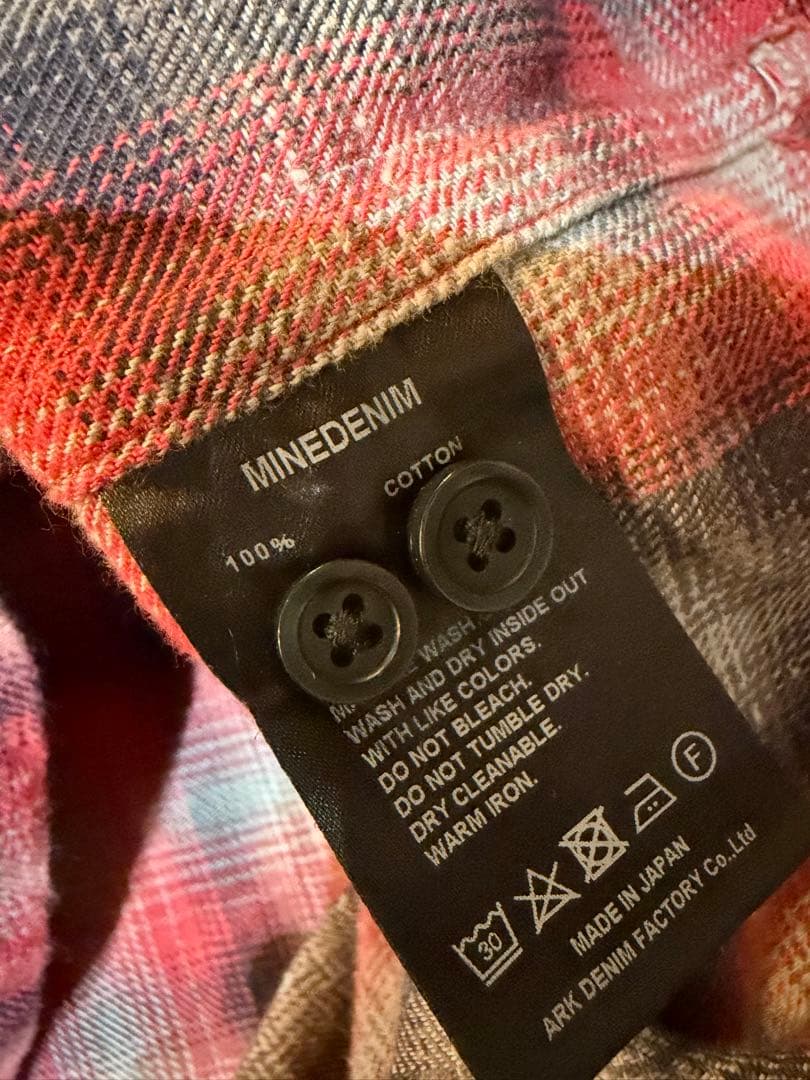 MINEDENIM
100% COTTON
WASH
WASH AND DRY INSIDE OUT
WITH LIKE COLORS.
DO NOT BLEACH.
DO NOT TUMBLE DRY.
DRY CLEANABLE.
WARM IRON.
30
F
MADE IN JAPAN
ARK DENIM FACTORY Co.,Ltd